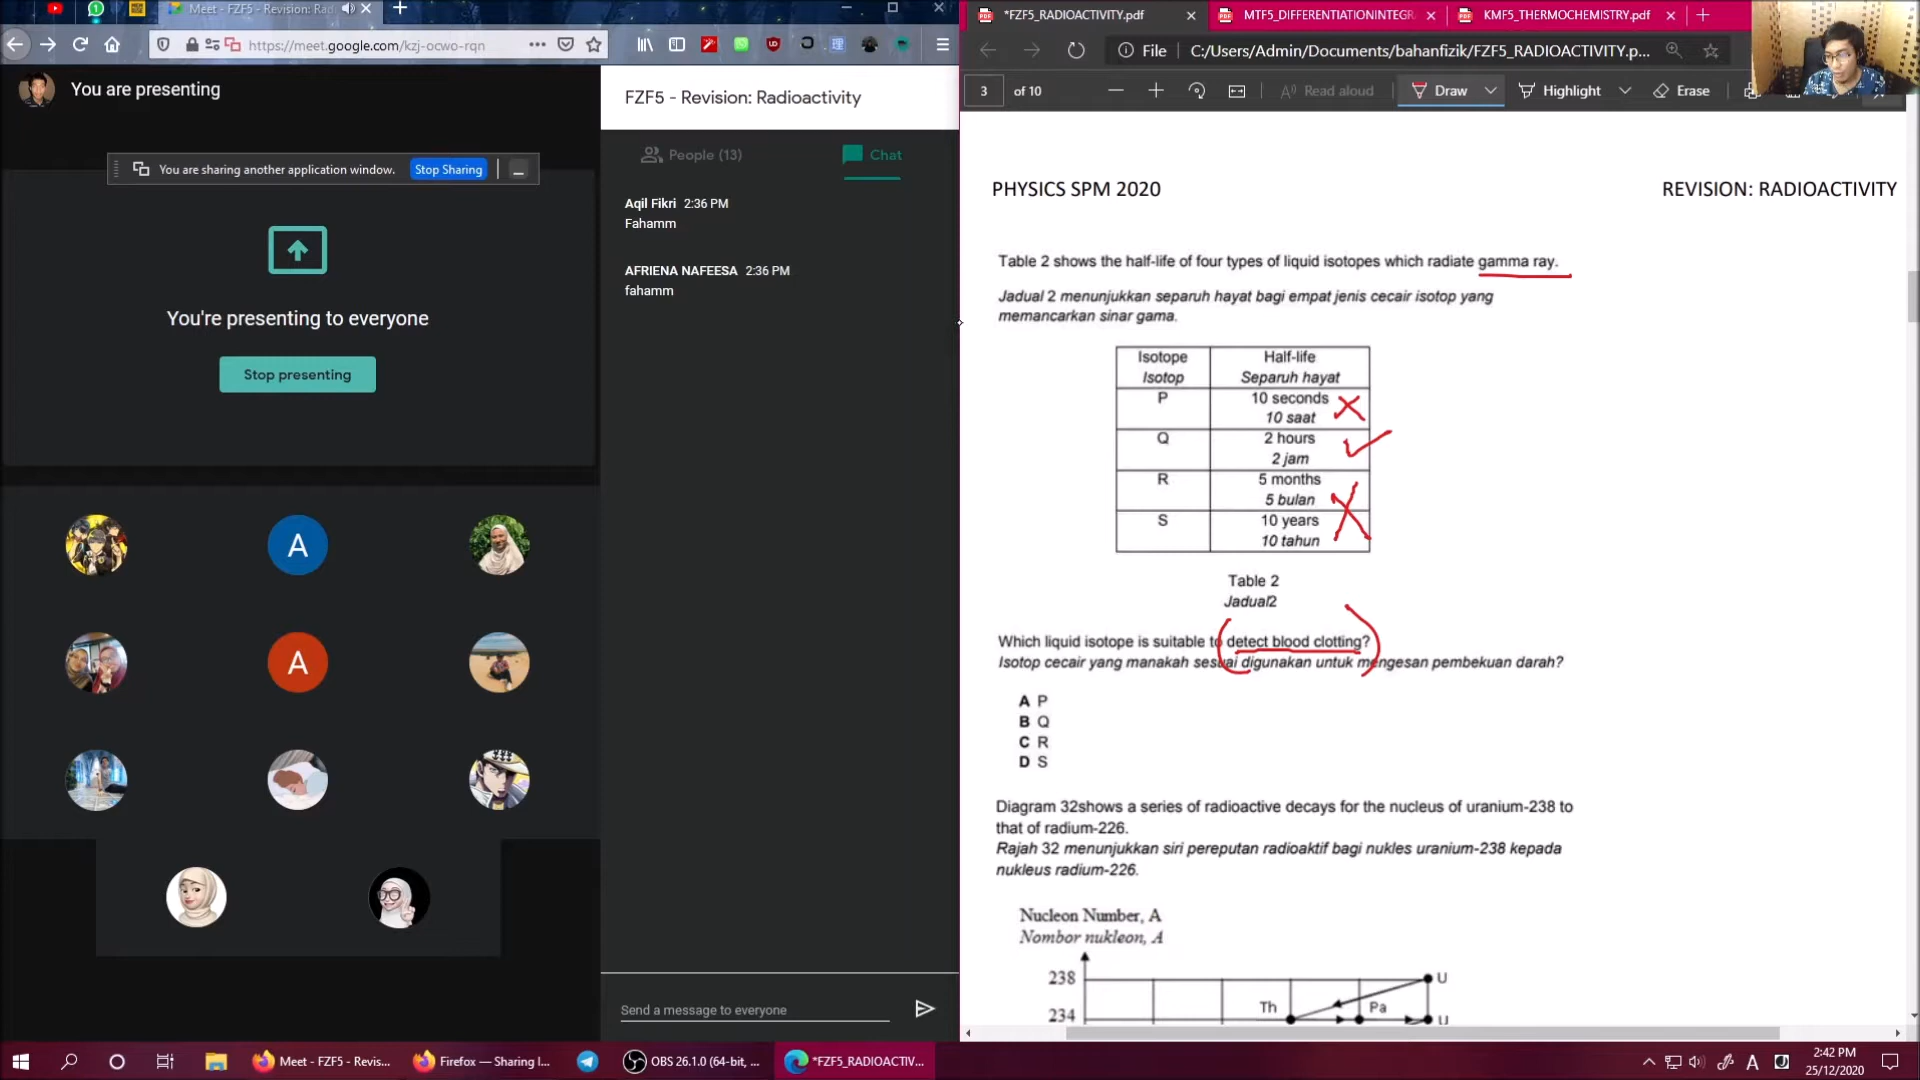 Meet - FZF5 - Revision: Rad
https://meet.google.com/kzj-ocwo-rqn
You are presenting
You are sharing another application window.
Stop Sharing
You're presenting to everyone
Stop presenting
A
A
FZF5 - Revision: Radioactivity
People (13)
Chat
Aqil Fikri 2:36 PM
Fahamm
AFRIENA NAFEESA 2:36 PM
fahamm
Send a message to everyone
*FZF5_RADIOACTIVITY.pdf
MTF5_DIFFERENTIATIONINTEGR
KMF5_THERMOCHEMISTRY.pdf
File
C:/Users/Admin/Documents/bahanfizik/FZF5_RADIOACTIVITY.p...
3 of 10
Read aloud
Draw
Highlight
Erase
PHYSICS SPM 2020
REVISION: RADIOACTIVITY
Table 2 shows the half-life of four types of liquid isotopes which radiate gamma ray.
Jadual 2 menunjukkan separuh hayat bagi empat jenis cecair isotop yang
memancarkan sinar gama.
Isotope Half-life
Isotop Separuh hayat
P 10 seconds
10 saat
Q 2 hours
2 jam
R 5 months
5 bulan
S 10 years
10 tahun
Table 2
Jadual2
Which liquid isotope is suitable to detect blood clotting?
Isotop cecair yang manakah sesuai digunakan untuk mengesan pembekuan darah?
A P
B Q
C R
D S
Diagram 32shows a series of radioactive decays for the nucleus of uranium-238 to
that of radium-226.
Rajah 32 menunjukkan siri pereputan radioaktif bagi nukles uranium-238 kepada
nukleus radium-226.
Nucleon Number, A
Nombor nukleon, A
238 U
Th Pa
234 U
Meet - FZF5 - Revis...
Firefox — Sharing I...
OBS 26.1.0 (64-bit, ...
*FZF5_RADIOACTIV...
A
2:42 PM
25/12/2020